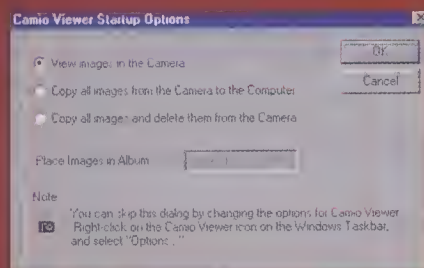 Camio Viewer Startup Options
OK
View images in the Camera
Cancel
Copy all images from the Camera to the Computer
Copy all images and delete them from the Camera
Place Images in Album
Note
You can skip this dialog by changing the options for Camio Viewer.
Right-click on the Camio Viewer icon on the Windows Taskbar,
and select "Options..."